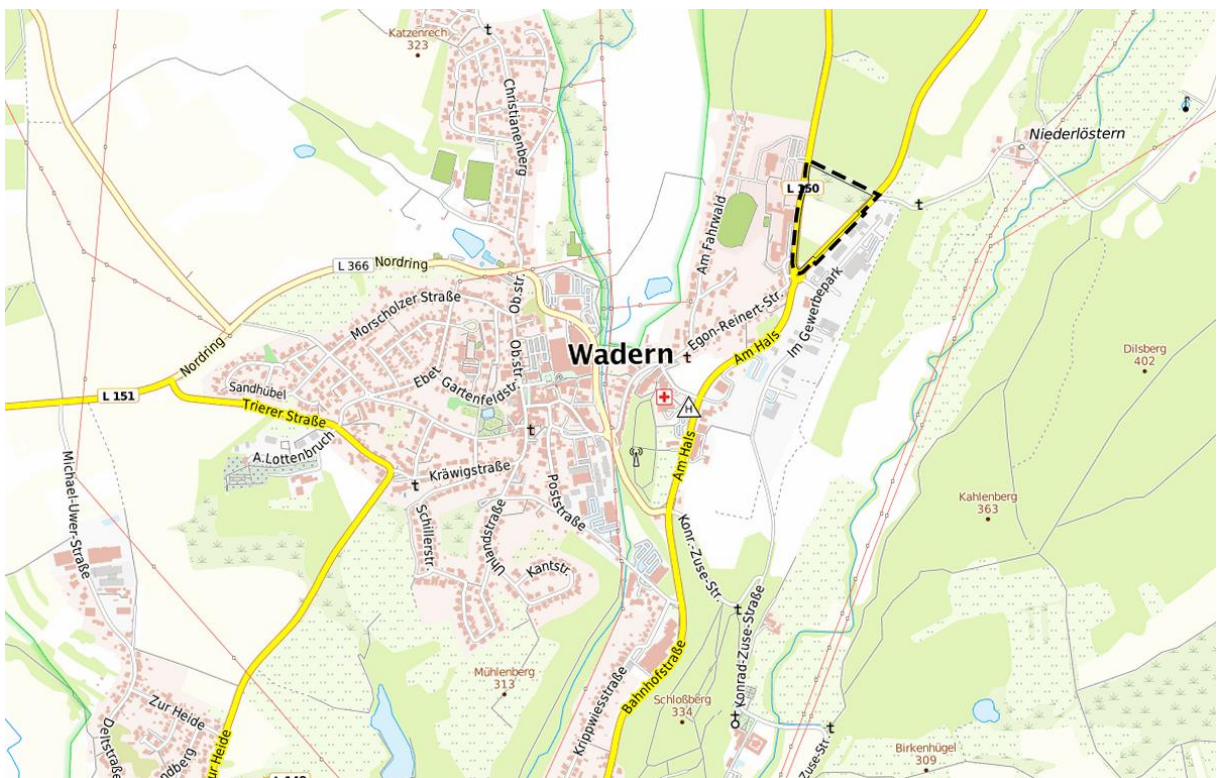 Katzenrech
323
Christianenberg
Niederlöstern
L 150
Am Fahrwald
L 366
Nordring
Ob.str.
Morscholzer Straße
Egon-Reinert-Str.
Im Gewerbepark
Am Hals
Wadern
Dilsberg
402
Nordring
Ob.str.
Ebet
Gartenfeldstr.
Sandhübel
L 151
Trierer Straße
H
A.Lottenbruch
Am Hals
Michael-Uwer-Straße
Kräwigstraße
Poststraße
Kahlenberg
363
Schillerstr.
Uhlandstraße
Kantstr.
Konr.-Zuse-Str.
Konrad-Zuse-Straße
Mühlenberg
313
Bahnhofstraße
Schloßberg
334
Krippwiesstraße
Zur Heide
Zur Heide
Birkenhügel
309